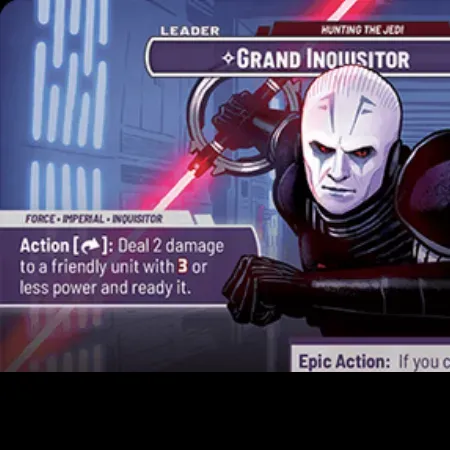 LEADER
HUNTING THE JEDI
GRAND INQUISITOR
FORCE • IMPERIAL • INQUISITOR
Action [ ]: Deal 2 damage
to a friendly unit with 3 or
less power and ready it.
Epic Action: If you c